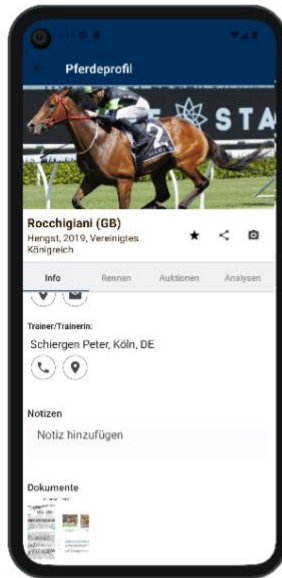 Pferdeprofil
STA
2
Rocchigiani (GB)
Hengst, 2019, Vereinigtes
Königreich
Info Rennen Auktionen Analysen
Trainer/Trainerin:
Schiergen Peter, Köln, DE
Notizen
Notiz hinzufügen
Dokumente